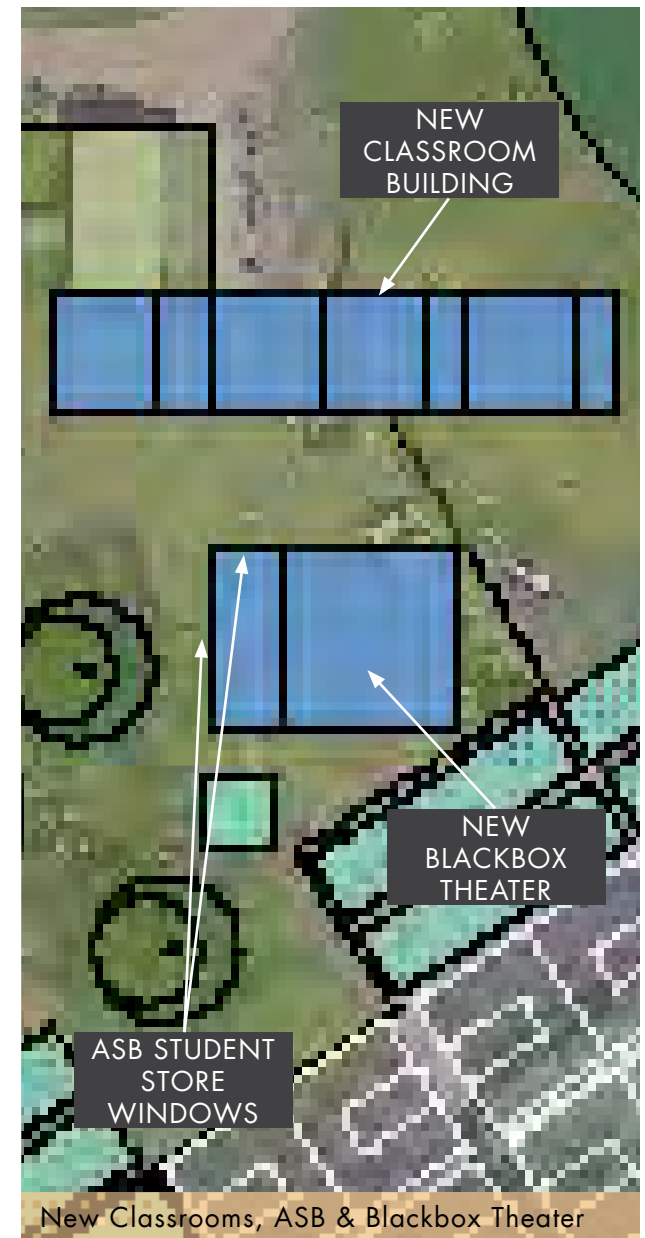 NEW
CLASSROOM
BUILDING
NEW
BLACKBOX
THEATER
ASB STUDENT
STORE
WINDOWS
New Classrooms, ASB & Blackbox Theater